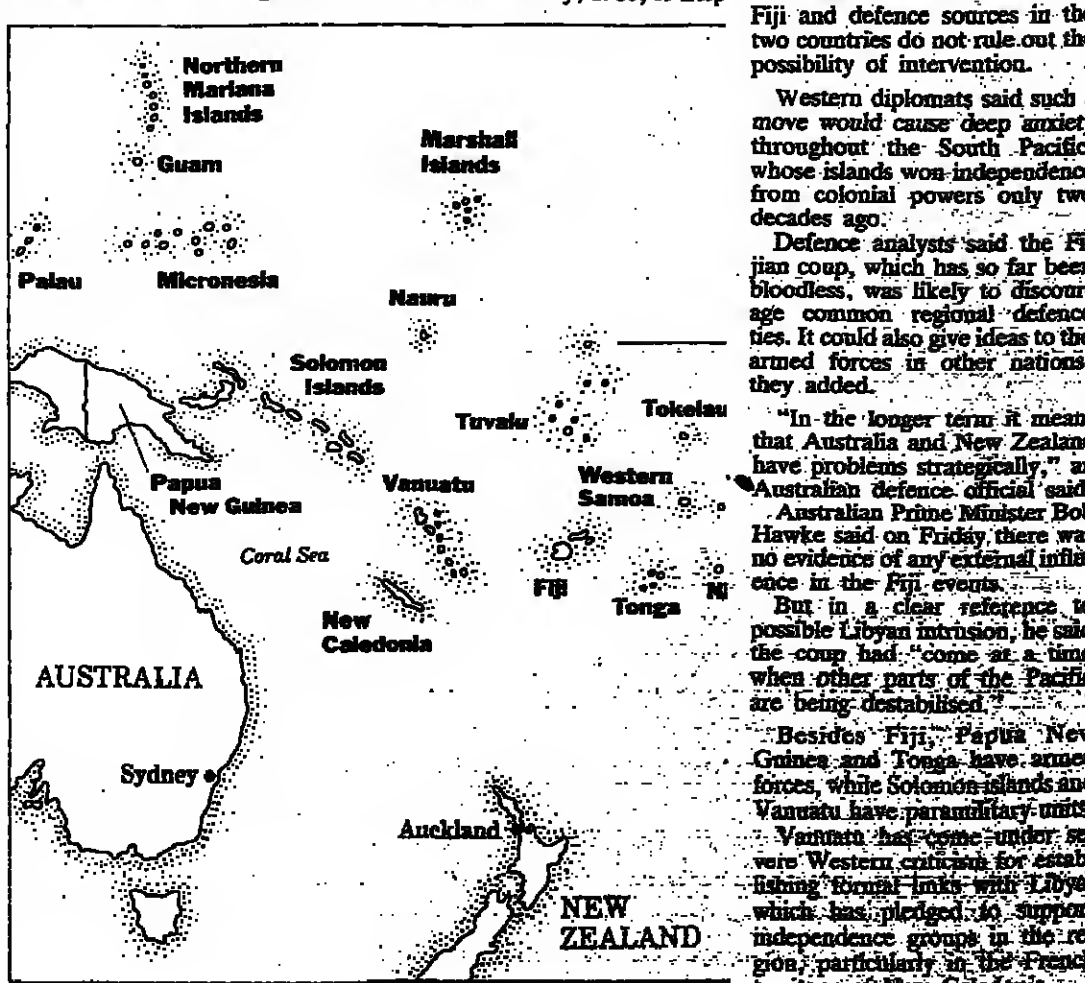 Northern
Mariana
Islands
Guam
Marshall
Islands
Palau
Micronesia
Nauru
Solomon
Islands
Tuvalu
Tokelau
Papua
New Guinea
Vanuatu
Western
Samoa
Coral Sea
Fiji
Tonga
Ni
New
Caledonia
AUSTRALIA
Sydney
Auckland
NEW
ZEALAND
Fiji and defence sources in the
two countries do not rule out the
possibility of intervention.
Western diplomats said such
move would cause deep anxiet
throughout the South Pacific
whose islands won independence
from colonial powers only two
decades ago.
Defence analysts said the Fi
jian coup, which has so far been
bloodless, was likely to discour
age common regional defence
ties. It could also give ideas to the
armed forces in other nations,
they added.
"In the longer term it mean
that Australia and New Zealand
have problems strategically," an
Australian defence official said.
Australian Prime Minister Bob
Hawke said on Friday there wa
no evidence of any external influ
ence in the Fiji events.
But in a clear reference to
possible Libyan intrusion, he said
the coup had "come at a time
when other parts of the Pacific
are being destabilised."
Besides Fiji, Papua New
Guinea and Tonga have armed
forces, while Solomon islands and
Vanuatu have paramilitary units.
Vanuatu has come under se
vere Western criticism for estab
lishing formal links with Libya,
which has pledged to support
independence groups in the re
gion, particularly in the French